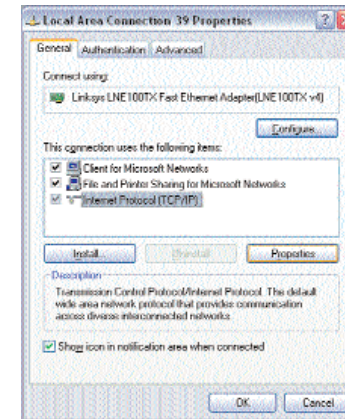 Local Area Connection 39 Properties
General Authentication Advanced
Connect using:
Linksys LNE100TX Fast Ethernet Adapter(LNE100TX v4)
Configure...
This connection uses the following items:
Client for Microsoft Networks
File and Printer Sharing for Microsoft Networks
Internet Protocol (TCP/IP)
Install... Uninstall Properties
Description
Transmission Control Protocol/Internet Protocol. The default
wide area network protocol that provides communication
across diverse interconnected networks.
Show icon in notification area when connected
OK Cancel